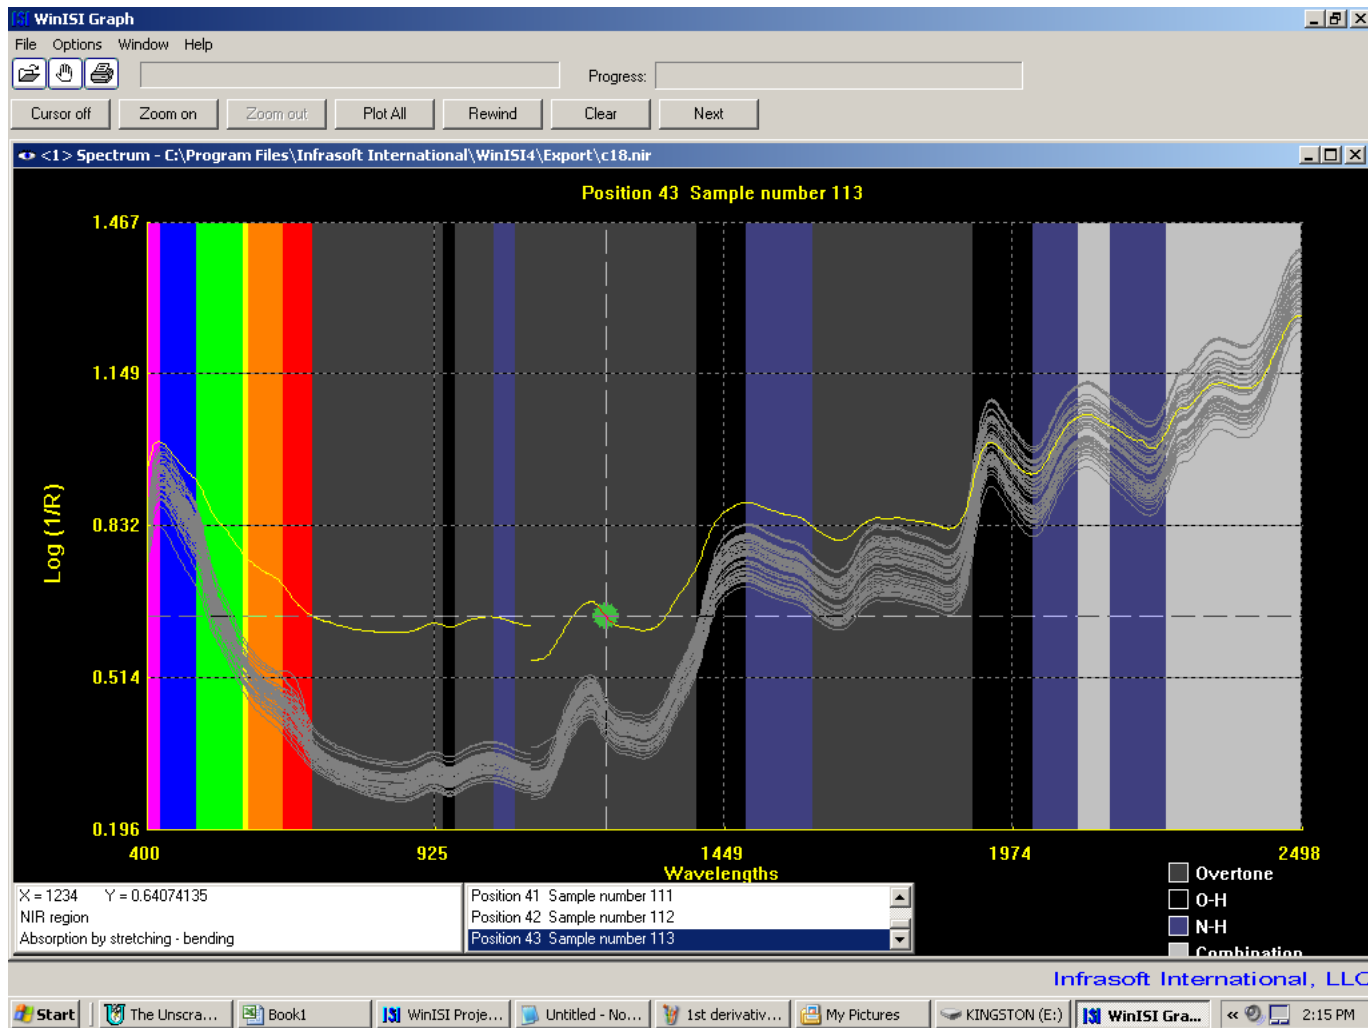 WinISI Graph
File Options Window Help
Progress:
Cursor off Zoom on Zoom out Plot All Rewind Clear Next
<1> Spectrum - C:\Program Files\Infrasoft International\WinISI4\Export\c18.nir
Position 43 Sample number 113
1.467
1.149
0.832
0.514
0.196
Log (1/R)
400 925 1449 1974 2498
Wavelengths
Overtone
O-H
N-H
Combination
X = 1234 Y = 0.64074135
NIR region
Absorption by stretching - bending
Position 41 Sample number 111
Position 42 Sample number 112
Position 43 Sample number 113
Infrasoft International, LLC
Start The Unscra... Book1 WinISI Proje... Untitled - No... 1st derivativ... My Pictures KINGSTON (E:) WinISI Gra... « 2:15 PM